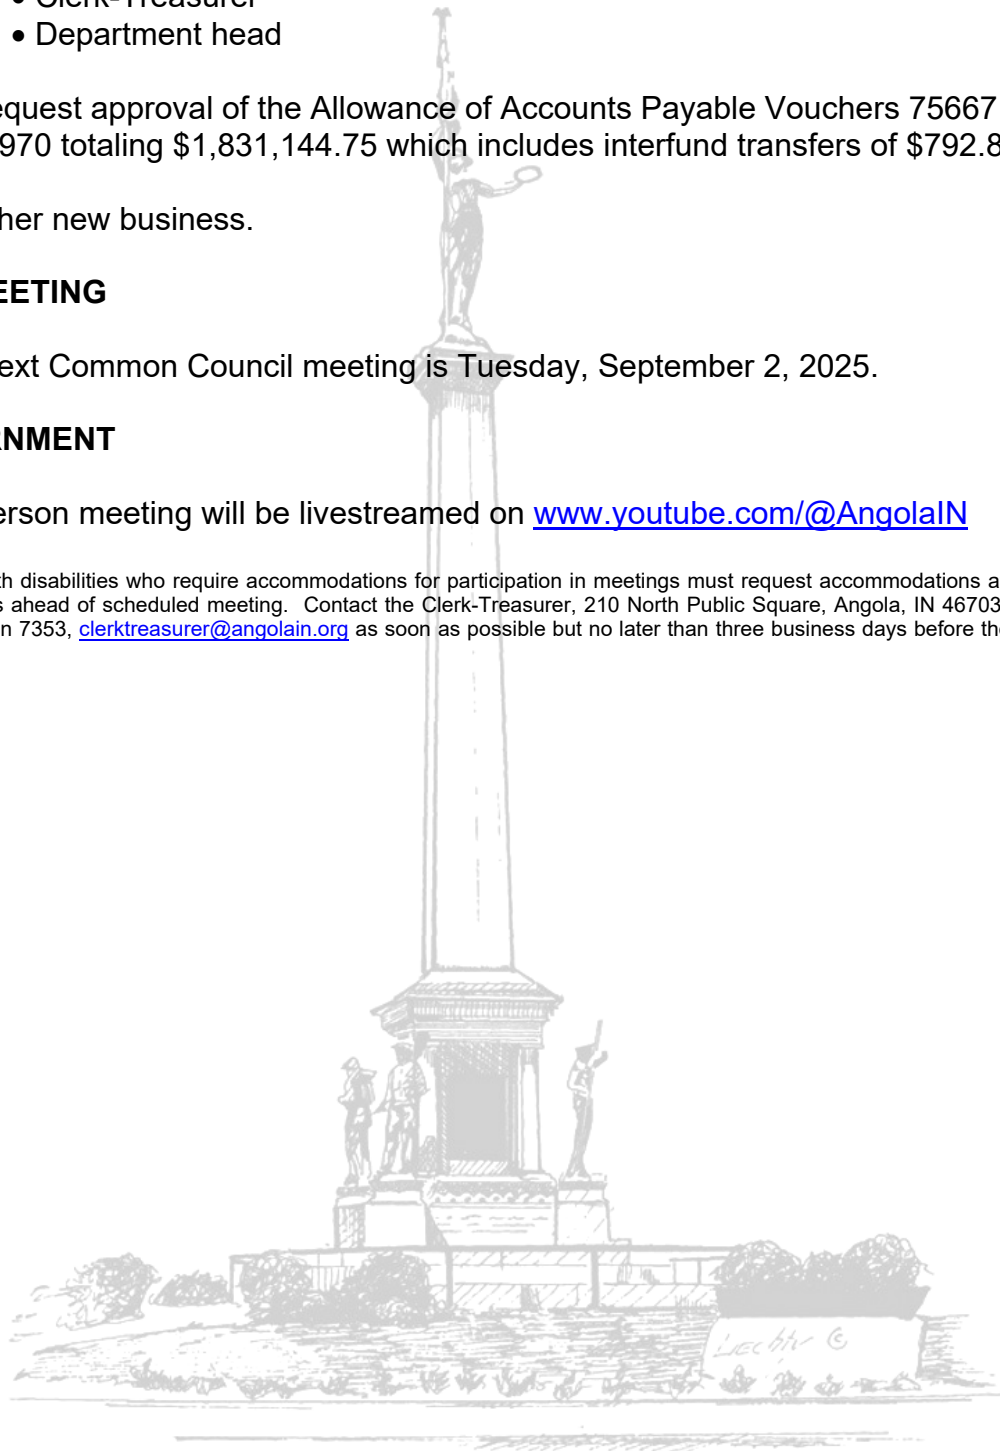 • Clerk-Treasurer
• Department head
equest approval of the Allowance of Accounts Payable Vouchers 75667
970 totaling $1,831,144.75 which includes interfund transfers of $792.8
her new business.
EETING
ext Common Council meeting is Tuesday, September 2, 2025.
RNMENT
erson meeting will be livestreamed on www.youtube.com/@AngolaIN
th disabilities who require accommodations for participation in meetings must request accommodations a
s ahead of scheduled meeting. Contact the Clerk-Treasurer, 210 North Public Square, Angola, IN 46703
n 7353, clerktreasurer@angolain.org as soon as possible but no later than three business days before the
©